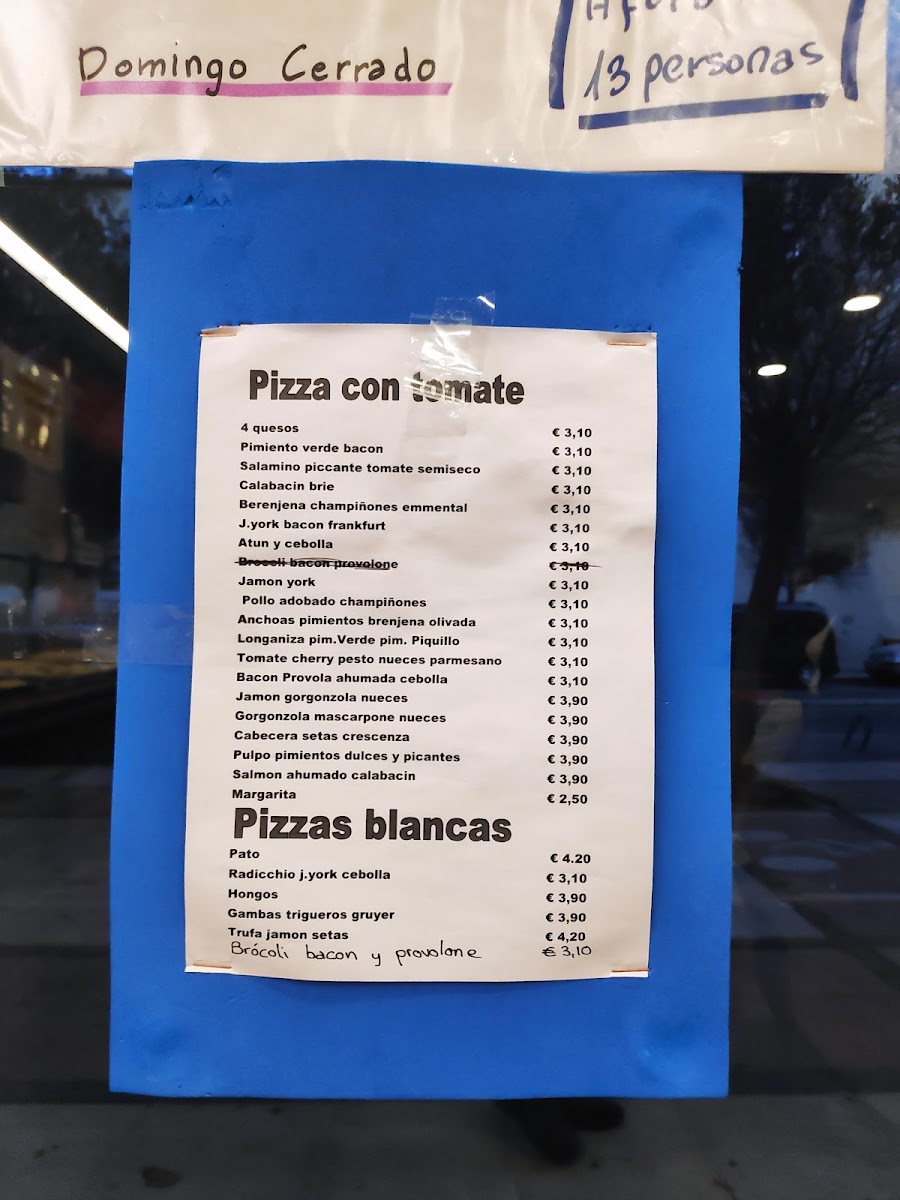 Domingo Cerrado
Aforo
13 personas
Pizza con tomate
4 quesos € 3,10
Pimiento verde bacon € 3,10
Salamino piccante tomate semiseco € 3,10
Calabacin brie € 3,10
Berenjena champiñones emmental € 3,10
J.york bacon frankfurt € 3,10
Atun y cebolla € 3,10
Brocoli bacon provolone € 3,10
Jamon york € 3,10
Pollo adobado champiñones € 3,10
Anchoas pimientos brenjena olivada € 3,10
Longaniza pim.Verde pim. Piquillo € 3,10
Tomate cherry pesto nueces parmesano € 3,10
Bacon Provola ahumada cebolla € 3,10
Jamon gorgonzola nueces € 3,90
Gorgonzola mascarpone nueces € 3,90
Cabecera setas crescenza € 3,90
Pulpo pimientos dulces y picantes € 3,90
Salmon ahumado calabacin € 3,90
Margarita € 2,50
Pizzas blancas
Pato € 4.20
Radicchio j.york cebolla € 3,10
Hongos € 3,90
Gambas trigueros gruyer € 3,90
Trufa jamon setas € 4,20
Brócoli bacon y provolone € 3,10